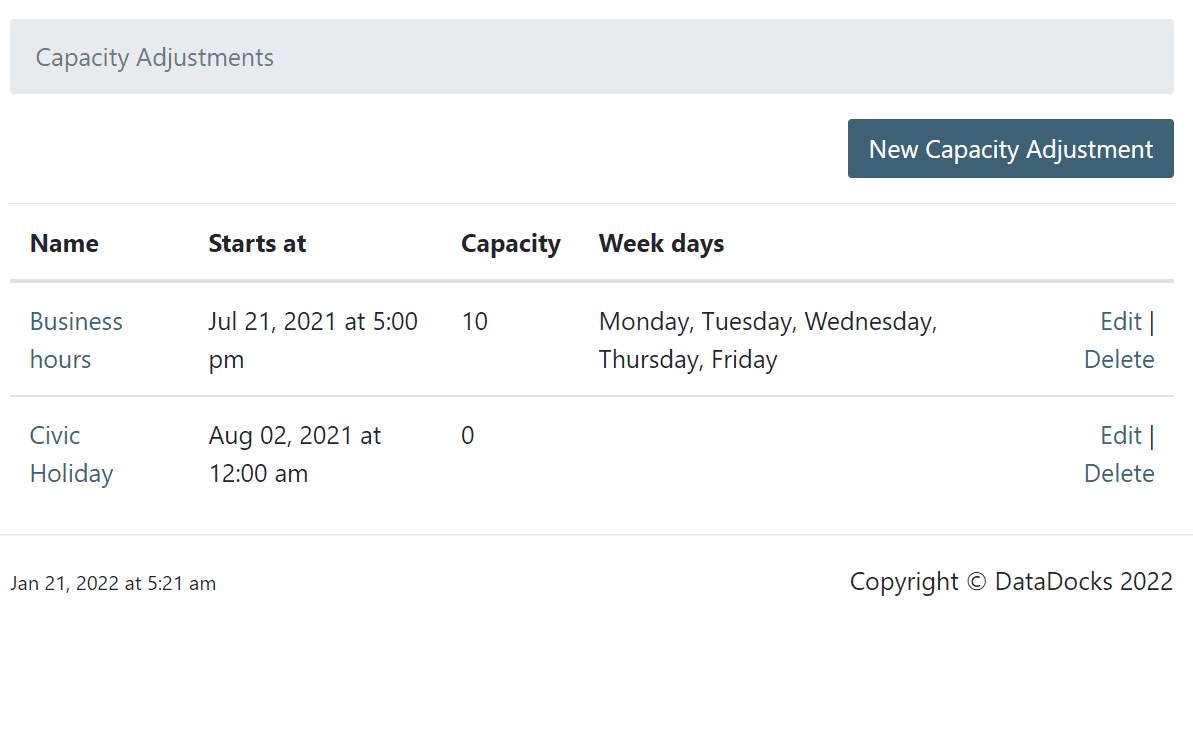 Capacity Adjustments
New Capacity Adjustment
Name Starts at Capacity Week days
Business Jul 21, 2021 at 5:00 10 Monday, Tuesday, Wednesday, Edit |
hours pm Thursday, Friday Delete
Civic Aug 02, 2021 at 0 Edit |
Holiday 12:00 am Delete
Jan 21, 2022 at 5:21 am Copyright © DataDocks 2022